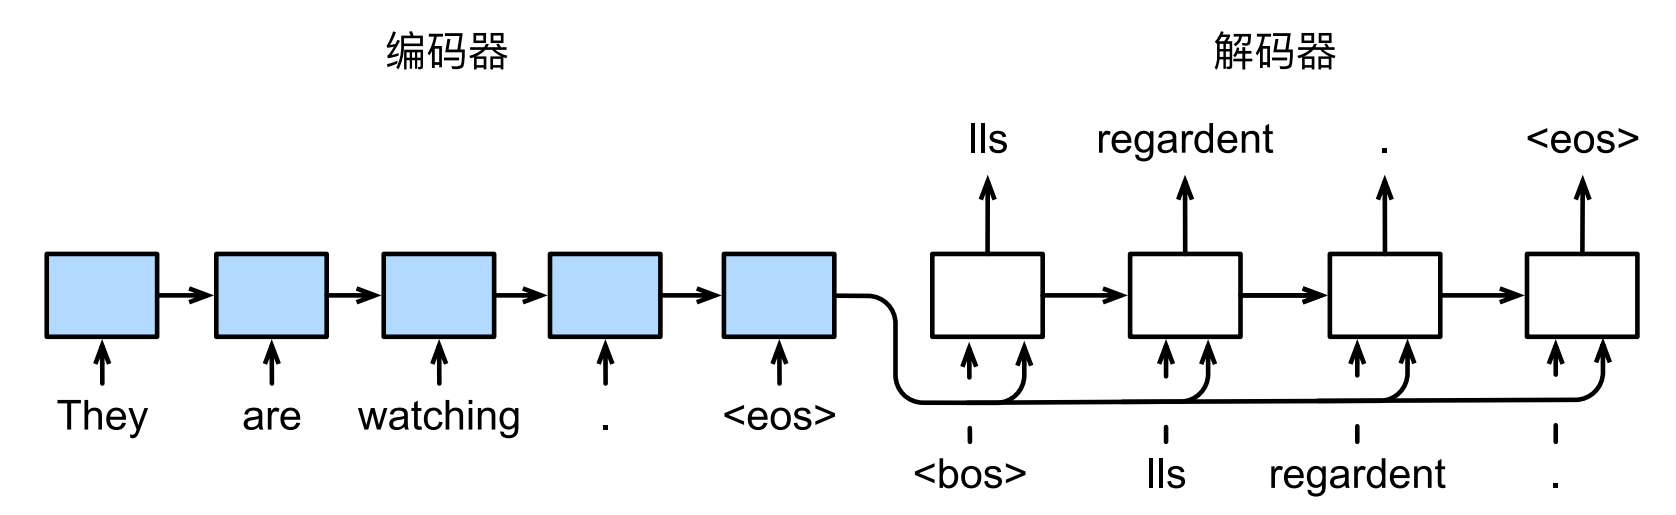 编码器 解码器
Ils regardent . <eos>
They are watching . <eos>
<bos> Ils regardent .